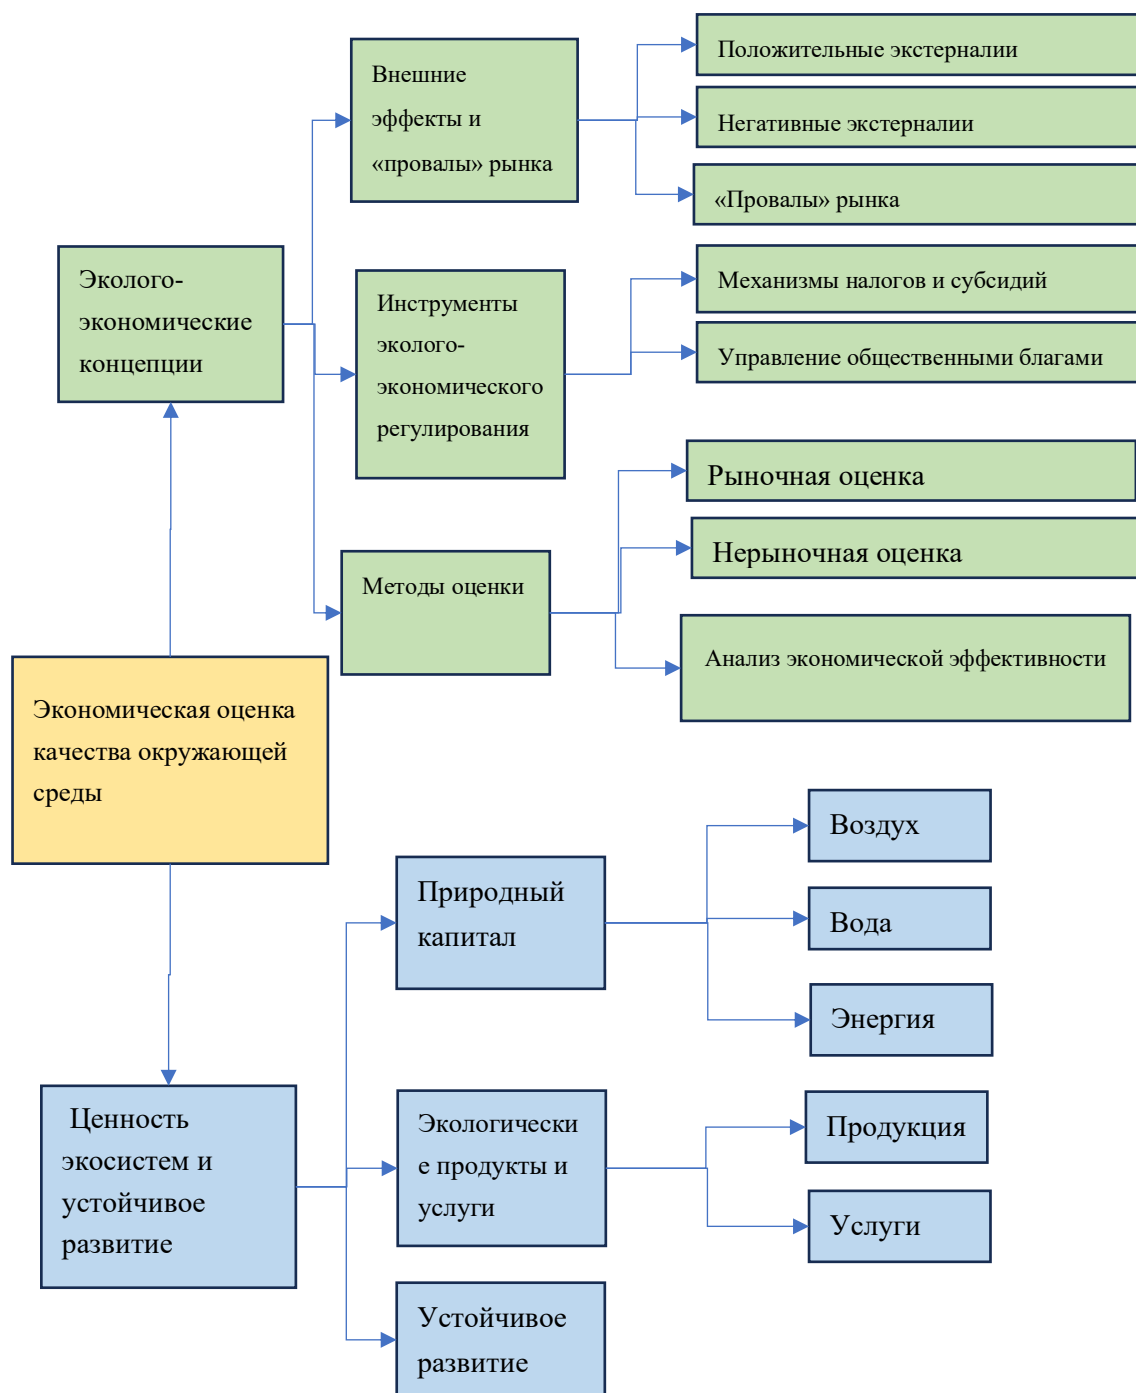 Внешние
эффекты и
«провалы» рынка
Положительные экстерналии
Негативные экстерналии
«Провалы» рынка
Эколого-
экономические
концепции
Инструменты
эколого-
экономического
регулирования
Механизмы налогов и субсидий
Управление общественными благами
Методы оценки
Рыночная оценка
Нерыночная оценка
Анализ экономической эффективности
Экономическая оценка
качества окружающей
среды
Природный
капитал
Воздух
Вода
Энергия
Ценность
экосистем и
устойчивое
развитие
Экологически
е продукты и
услуги
Продукция
Услуги
Устойчивое
развитие